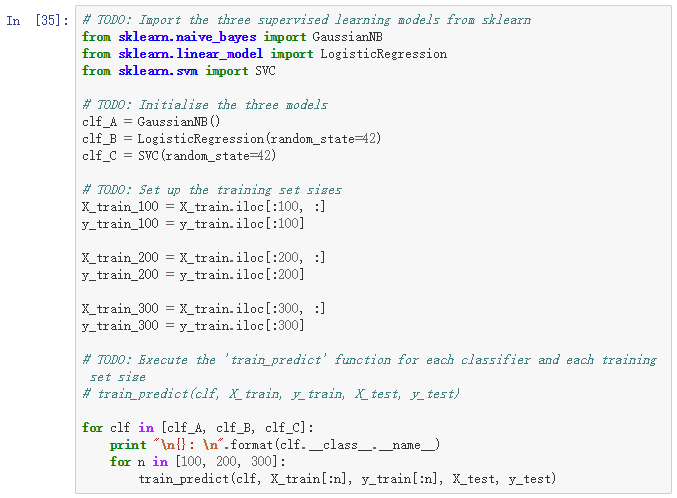 In [35]: # TODO: Import the three supervised learning models from sklearn
from sklearn.naive_bayes import GaussianNB
from sklearn.linear_model import LogisticRegression
from sklearn.svm import SVC

# TODO: Initialize the three models
clf_A = GaussianNB()
clf_B = LogisticRegression(random_state=42)
clf_C = SVC(random_state=42)

# TODO: Set up the training set sizes
X_train_100 = X_train.iloc[:100, :]
y_train_100 = y_train.iloc[:100]

X_train_200 = X_train.iloc[:200, :]
y_train_200 = y_train.iloc[:200]

X_train_300 = X_train.iloc[:300, :]
y_train_300 = y_train.iloc[:300]

# TODO: Execute the 'train_predict' function for each classifier and each training
set size
# train_predict(clf, X_train, y_train, X_test, y_test)

for clf in [clf_A, clf_B, clf_C]:
    print "\n{}: \n".format(clf.__class__.__name__)
    for n in [100, 200, 300]:
        train_predict(clf, X_train[:n], y_train[:n], X_test, y_test)